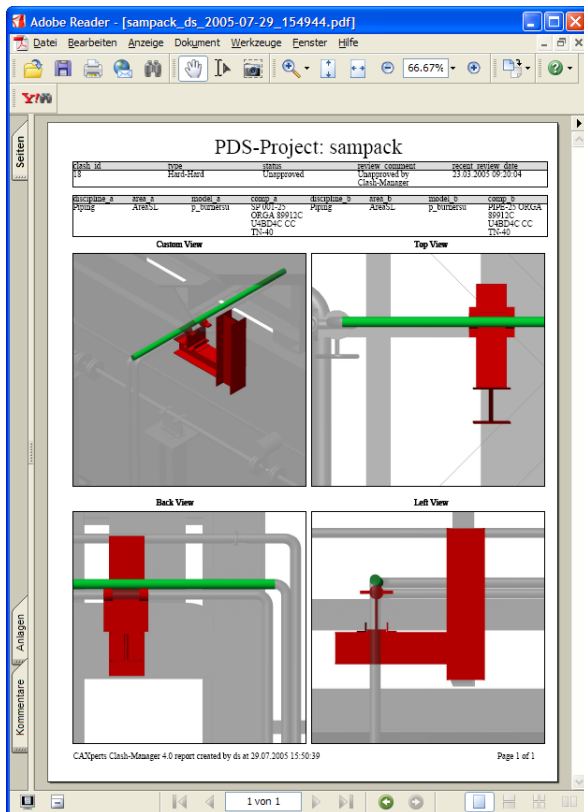 Adobe Reader - [sampack_ds_2005-07-29_154944.pdf]
Datei Bearbeiten Anzeige Dokument Werkzeuge Fenster Hilfe
66.67%
Y!
Seiten
Anlagen
Kommentare
PDS-Project: sampack
clash_id type status review_comment recent_review_date
18 Hard-Hard Unapproved Unapproved by 23.03.2005 09:20:04
Clash-Manager
discipline_a area_a model_a comp_a discipline_b area_b model_b comp_b
Piping AreaSL p_burnersu SP 001-25 Piping AreaSL p_burnersu PIPE-25 ORGA
ORGA 89912C
89912C U4BD4C CC
U4BD4C CC TN-40
TN-40
Custom View Top View
Back View Left View
CAXperts Clash-Manager 4.0 report created by ds at 29.07.2005 15:50:39 Page 1 of 1
1 von 1